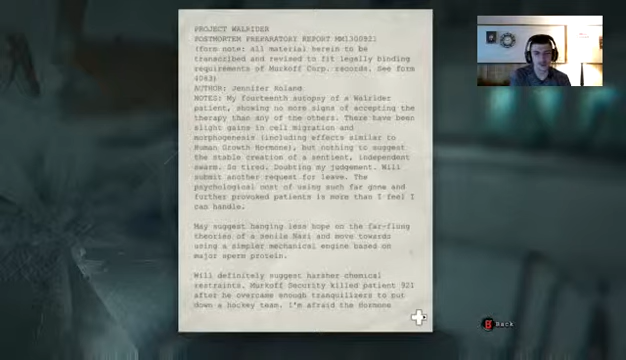 PROJECT WALRIDER
POSTMORTEM PREPARATORY REPORT MM130921
(form note: all material herein to be
transcribed and revised to fit legally binding
requirements of Murkoff Corp. records. See form
4083)
AUTHOR: Jennifer Roland
NOTES: My fourteenth autopsy of a Walrider
patient, showing no more signs of accepting the
therapy than any of the others. There have been
slight gains in cell migration and
morphogenesis (including effects similar to
Human Growth Hormone), but nothing to suggest
the stable creation of a sentient, independent
swarm. So tired. Doubting my judgement. Will
submit another request for leave. The
psychological cost of using such far gone and
further provoked patients is more than I feel I
can handle.
May suggest hanging less hope on the far-flung
theories of a senile Nazi and move towards
using a simpler mechanical engine based on
major sperm protein.
Will definitely suggest harsher chemical
restraints. Murkoff Security killed patient 921
after he overcame enough tranquilizers to put
down a hockey team. I'm afraid the Hormone
B Back